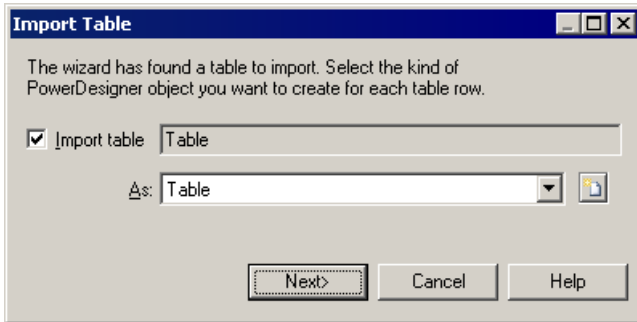 Import Table
The wizard has found a table to import. Select the kind of
PowerDesigner object you want to create for each table row.
Import table Table
As: Table
Next> Cancel Help